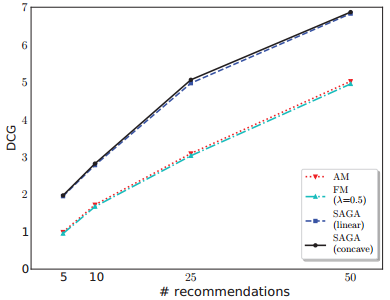 7
6
5
4
3
2
1
0
DCG
5 10 25 50
# recommendations
AM
FM
(λ=0.5)
SAGA
(linear)
SAGA
(concave)